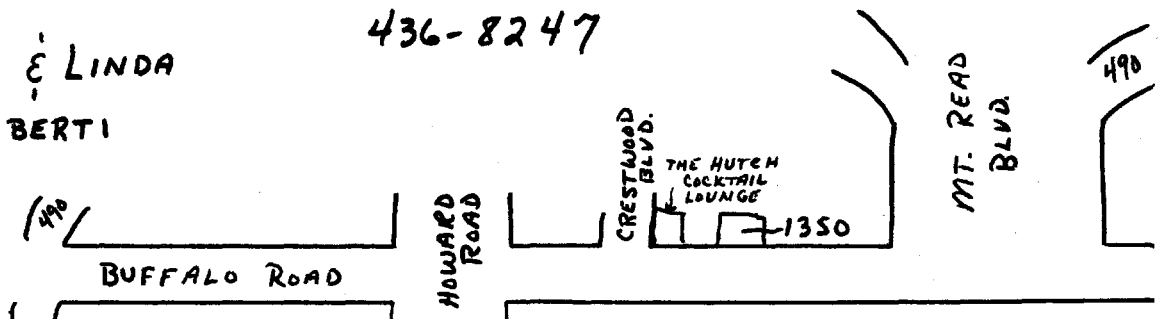 436-8247
& LINDA
BERTI
490
BUFFALO ROAD
HOWARD
ROAD
CRESTWOOD
BLVD.
THE HUTCH
COCKTAIL
LOUNGE
1350
MT. READ
BLVD.
490